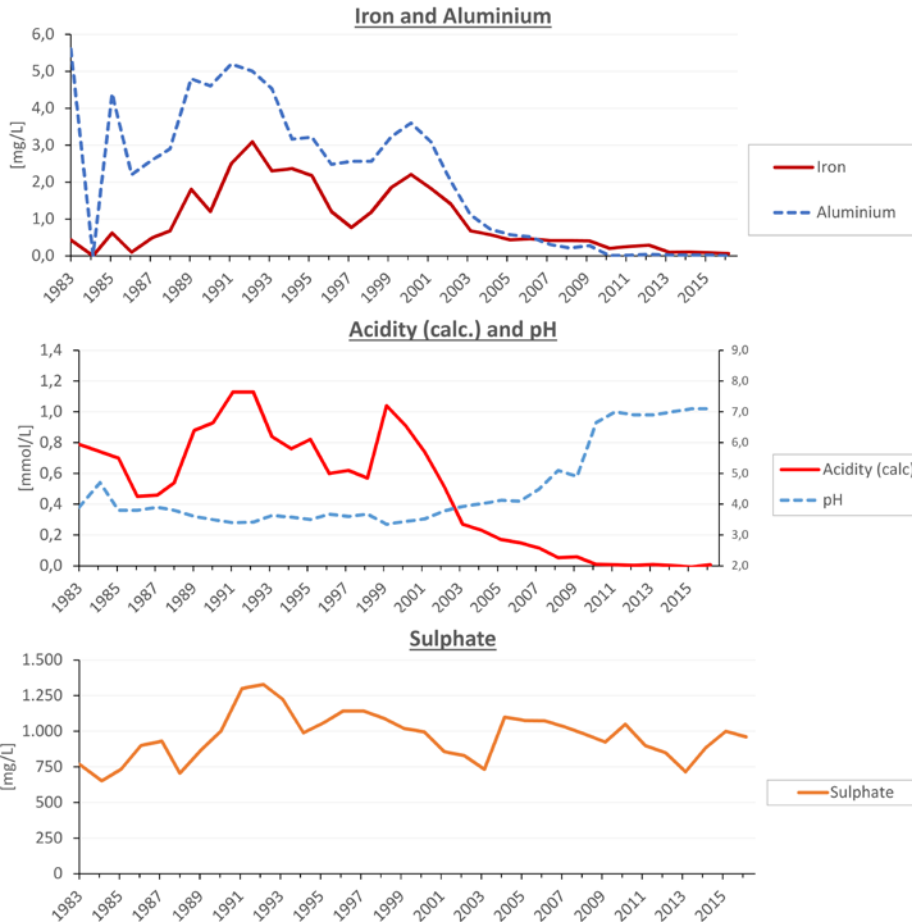 Iron and Aluminium
6,0
5,0
4,0
3,0
2,0
1,0
0,0
[mg/L]
1983 1985 1987 1989 1991 1993 1995 1997 1999 2001 2003 2005 2007 2009 2011 2013 2015
Iron
Aluminium
Acidity (calc.) and pH
1,4
1,2
1,0
0,8
0,6
0,4
0,2
0,0
[mmol/L]
9,0
8,0
7,0
6,0
5,0
4,0
3,0
2,0
1983 1985 1987 1989 1991 1993 1995 1997 1999 2001 2003 2005 2007 2009 2011 2013 2015
Acidity (calc)
pH
Sulphate
1.500
1.250
1.000
750
500
250
0
[mg/L]
1983 1985 1987 1989 1991 1993 1995 1997 1999 2001 2003 2005 2007 2009 2011 2013 2015
Sulphate